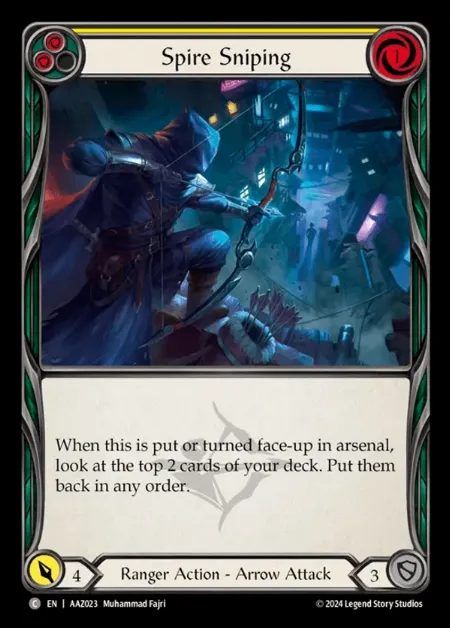 Spire Sniping
1
When this is put or turned face-up in arsenal,
look at the top 2 cards of your deck. Put them
back in any order.
4
Ranger Action - Arrow Attack
3
C EN | AAZ023 Muhammad Fajri
© 2024 Legend Story Studios